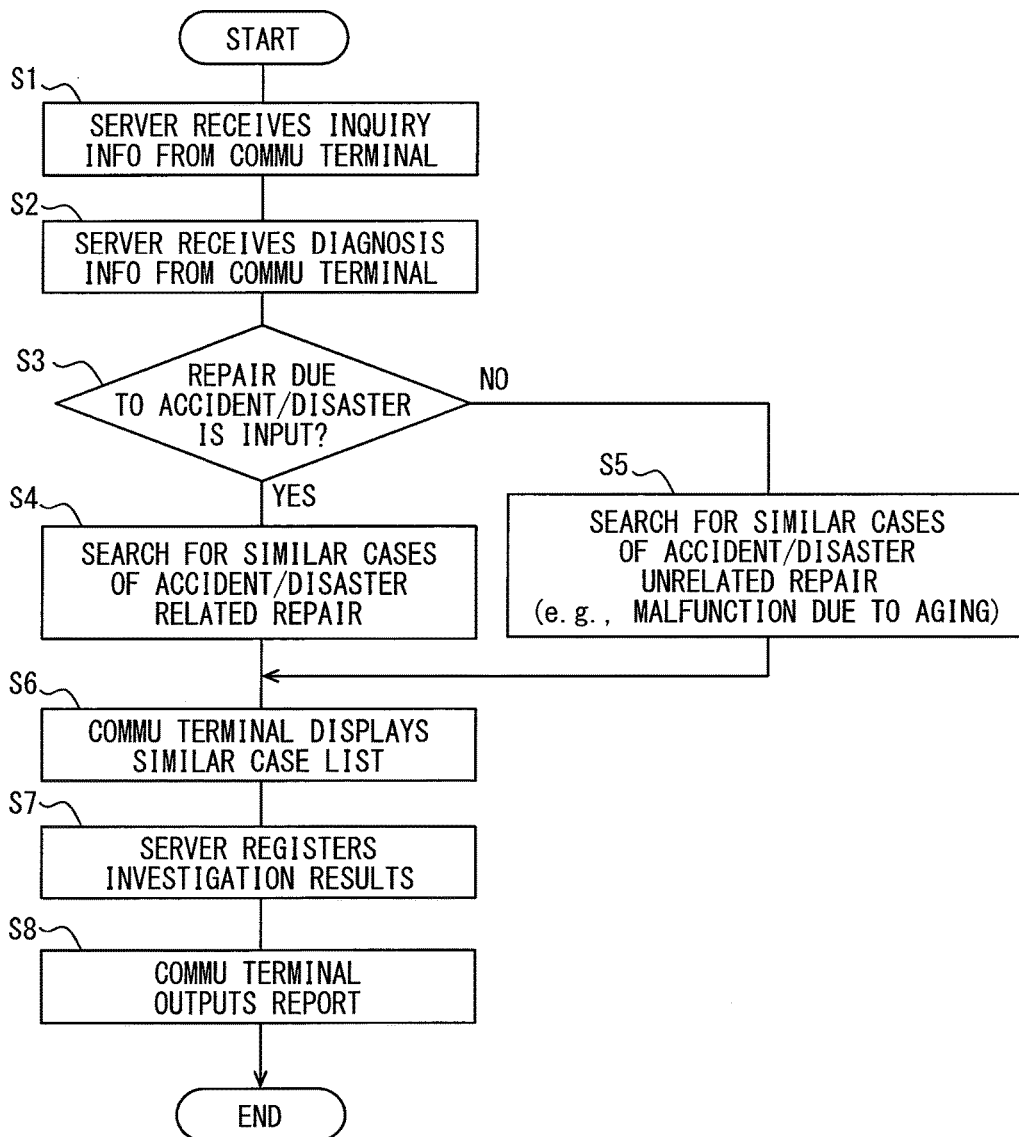 START
S1
SERVER RECEIVES INQUIRY
INFO FROM COMMU TERMINAL
S2
SERVER RECEIVES DIAGNOSIS
INFO FROM COMMU TERMINAL
S3
REPAIR DUE
TO ACCIDENT/DISASTER
IS INPUT?
NO
YES
S4
SEARCH FOR SIMILAR CASES
OF ACCIDENT/DISASTER
RELATED REPAIR
S5
SEARCH FOR SIMILAR CASES
OF ACCIDENT/DISASTER
UNRELATED REPAIR
(e.g., MALFUNCTION DUE TO AGING)
S6
COMMU TERMINAL DISPLAYS
SIMILAR CASE LIST
S7
SERVER REGISTERS
INVESTIGATION RESULTS
S8
COMMU TERMINAL
OUTPUTS REPORT
END